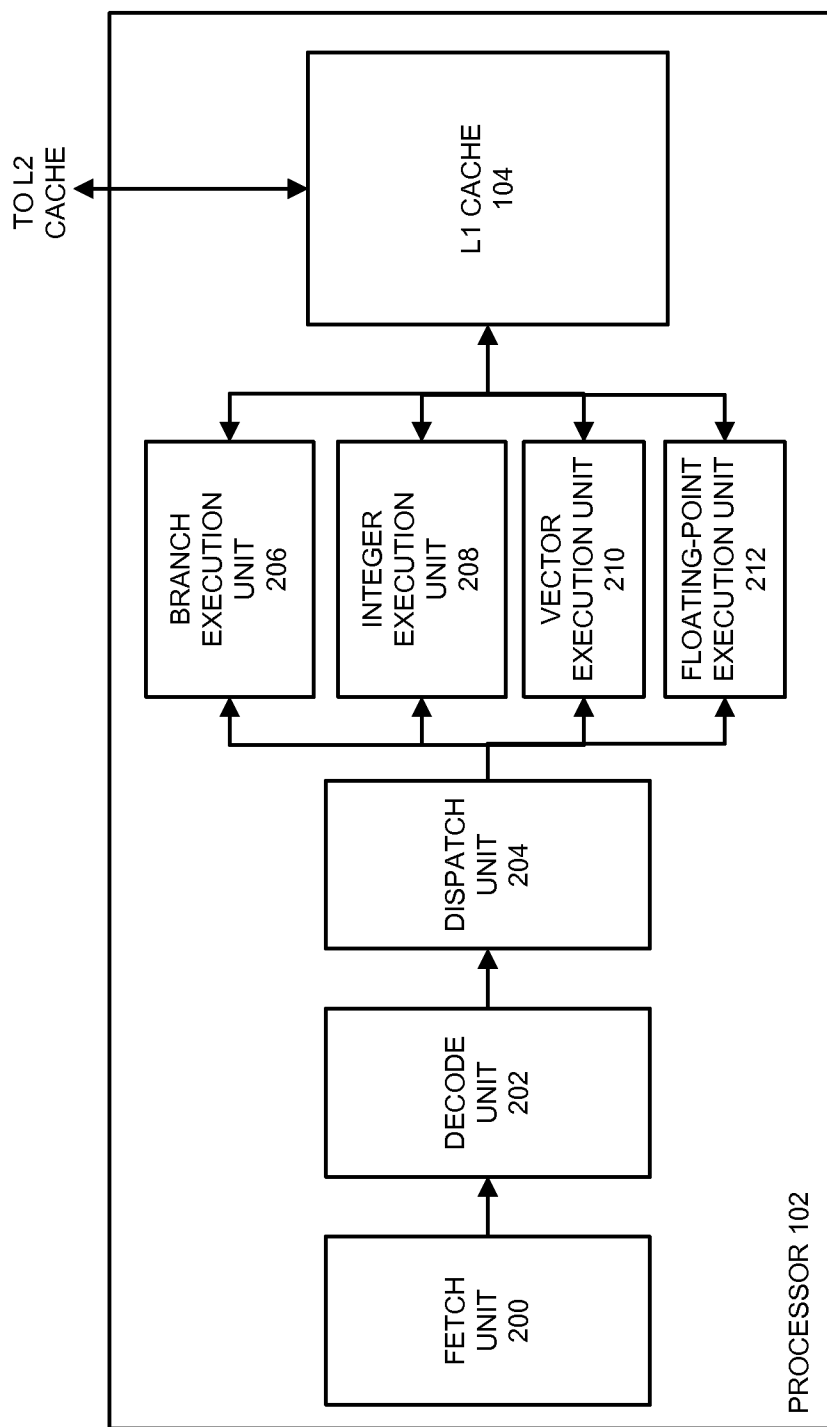 TO L2
CACHE
FETCH
UNIT
200
DECODE
UNIT
202
DISPATCH
UNIT
204
BRANCH
EXECUTION
UNIT
206
INTEGER
EXECUTION
UNIT
208
VECTOR
EXECUTION UNIT
210
FLOATING-POINT
EXECUTION UNIT
212
L1 CACHE
104
PROCESSOR 102